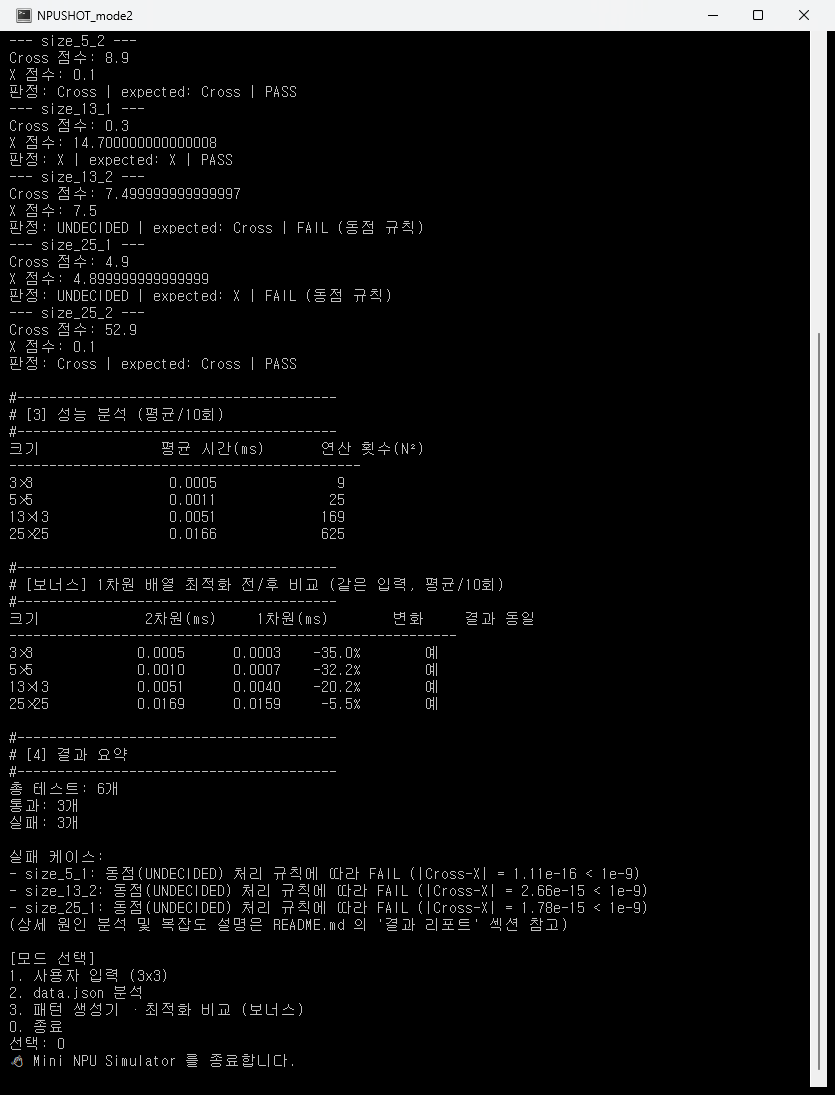 NPUSHOT_mode2
--- size_5_2 ---
Cross 점수: 8.9
X 점수: 0.1
판정: Cross | expected: Cross | PASS
--- size_13_1 ---
Cross 점수: 0.3
X 점수: 14.700000000000008
판정: X | expected: X | PASS
--- size_13_2 ---
Cross 점수: 7.499999999999997
X 점수: 7.5
판정: UNDECIDED | expected: Cross | FAIL (동점 규칙)
--- size_25_1 ---
Cross 점수: 4.9
X 점수: 4.899999999999999
판정: UNDECIDED | expected: X | FAIL (동점 규칙)
--- size_25_2 ---
Cross 점수: 52.9
X 점수: 0.1
판정: Cross | expected: Cross | PASS
#----------------------------------------
# [3] 성능 분석 (평균/10회)
#----------------------------------------
크기 평균 시간(ms) 연산 횟수(N²)
--------------------------------------------
3×3 0.0005 9
5×5 0.0011 25
13×13 0.0051 169
25×25 0.0166 625
#----------------------------------------
# [보너스] 1차원 배열 최적화 전/후 비교 (같은 입력, 평균/10회)
#----------------------------------------
크기 2차원(ms) 1차원(ms) 변화 결과 동일
--------------------------------------------------------
3×3 0.0005 0.0003 -35.0% 예
5×5 0.0010 0.0007 -32.2% 예
13×13 0.0051 0.0040 -20.2% 예
25×25 0.0169 0.0159 -5.5% 예
#----------------------------------------
# [4] 결과 요약
#----------------------------------------
총 테스트: 6개
통과: 3개
실패: 3개
실패 케이스:
- size_5_1: 동점(UNDECIDED) 처리 규칙에 따라 FAIL (|Cross-X| = 1.11e-16 < 1e-9)
- size_13_2: 동점(UNDECIDED) 처리 규칙에 따라 FAIL (|Cross-X| = 2.66e-15 < 1e-9)
- size_25_1: 동점(UNDECIDED) 처리 규칙에 따라 FAIL (|Cross-X| = 1.78e-15 < 1e-9)
(상세 원인 분석 및 복잡도 설명은 README.md 의 '결과 리포트' 섹션 참고)
[모드 선택]
1. 사용자 입력 (3x3)
2. data.json 분석
3. 패턴 생성기 · 최적화 비교 (보너스)
0. 종료
선택: 0
Mini NPU Simulator 를 종료합니다.